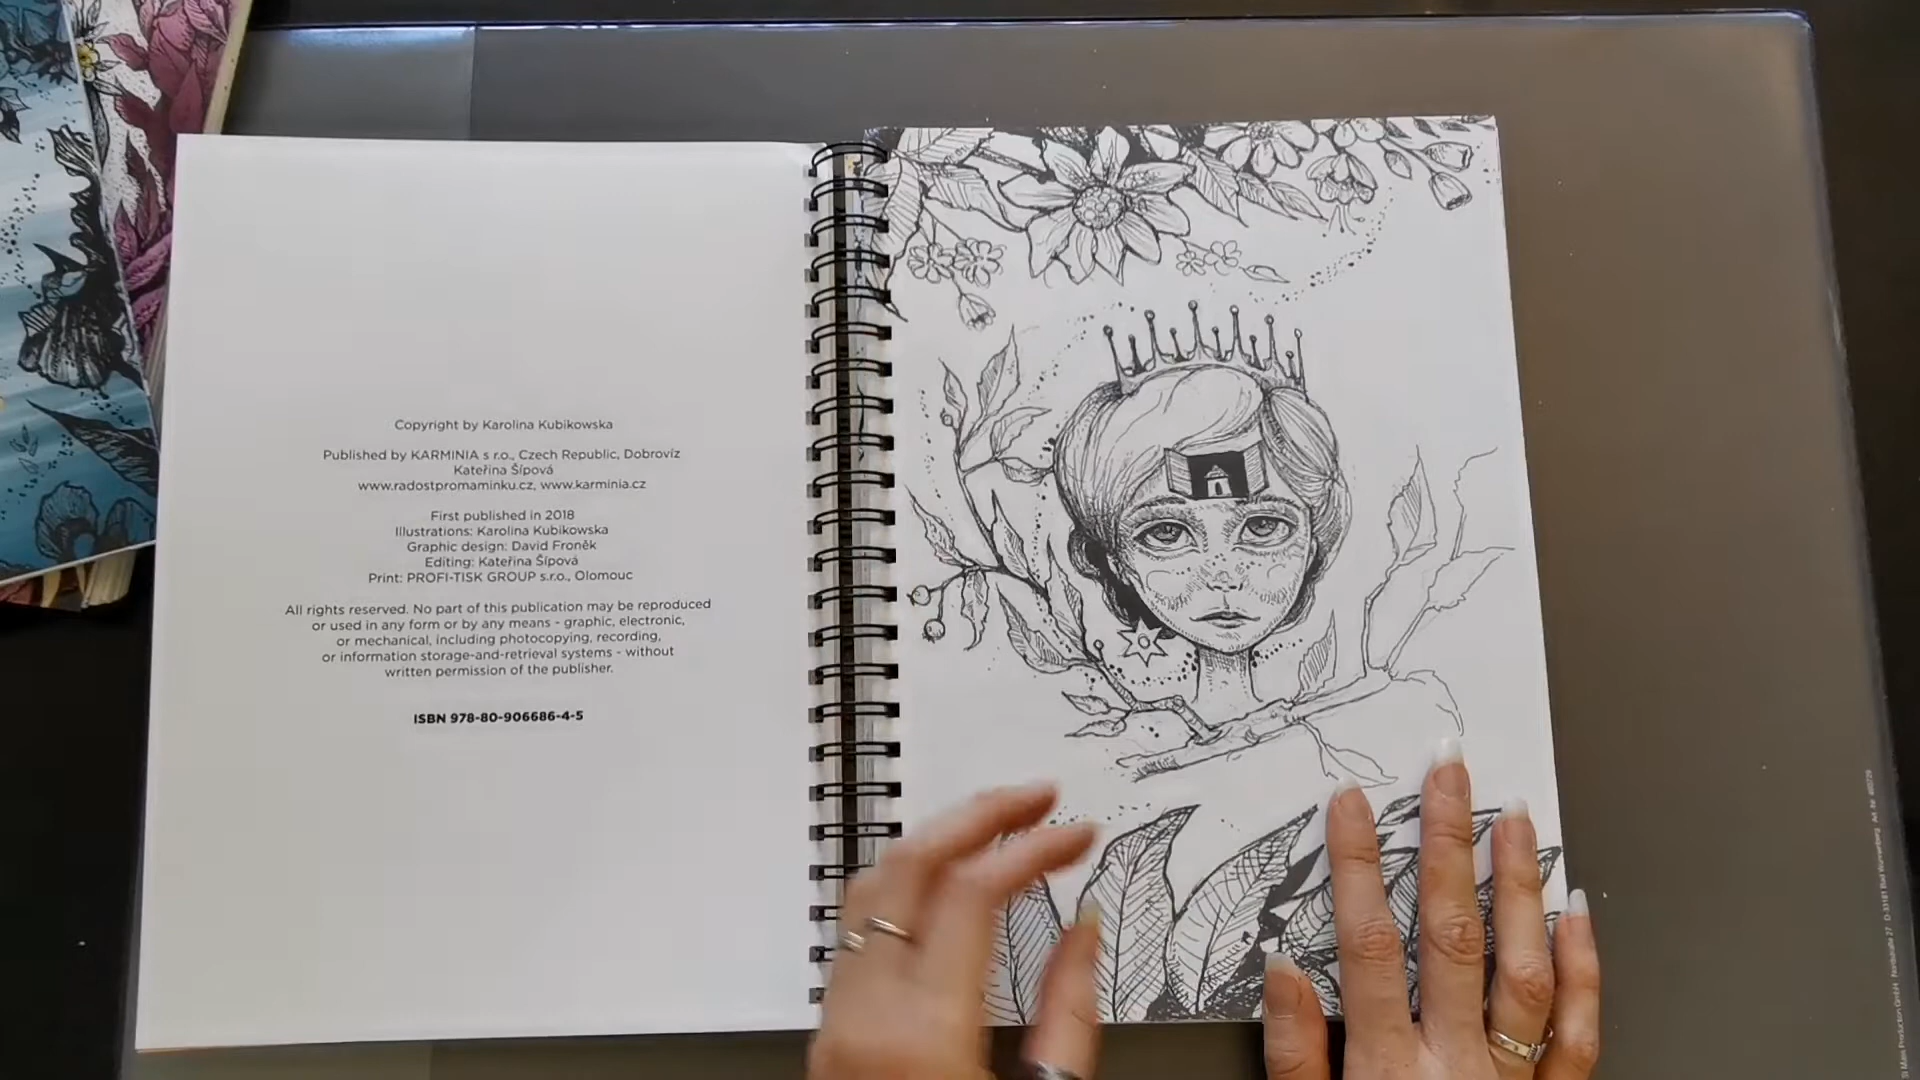 Copyright by Karolina Kubikowska
Published by KARMINIA s r.o., Czech Republic, Dobrovíz
Kateřina Šípová
www.radostpromaminku.cz, www.karminia.cz
First published in 2018
Illustrations: Karolina Kubikowska
Graphic design: David Froněk
Editing: Kateřina Šípová
Print: PROFI-TISK GROUP s.r.o., Olomouc
All rights reserved. No part of this publication may be reproduced
or used in any form or by any means - graphic, electronic,
or mechanical, including photocopying, recording,
or information storage-and-retrieval systems - without
written permission of the publisher.
ISBN 978-80-906686-4-5